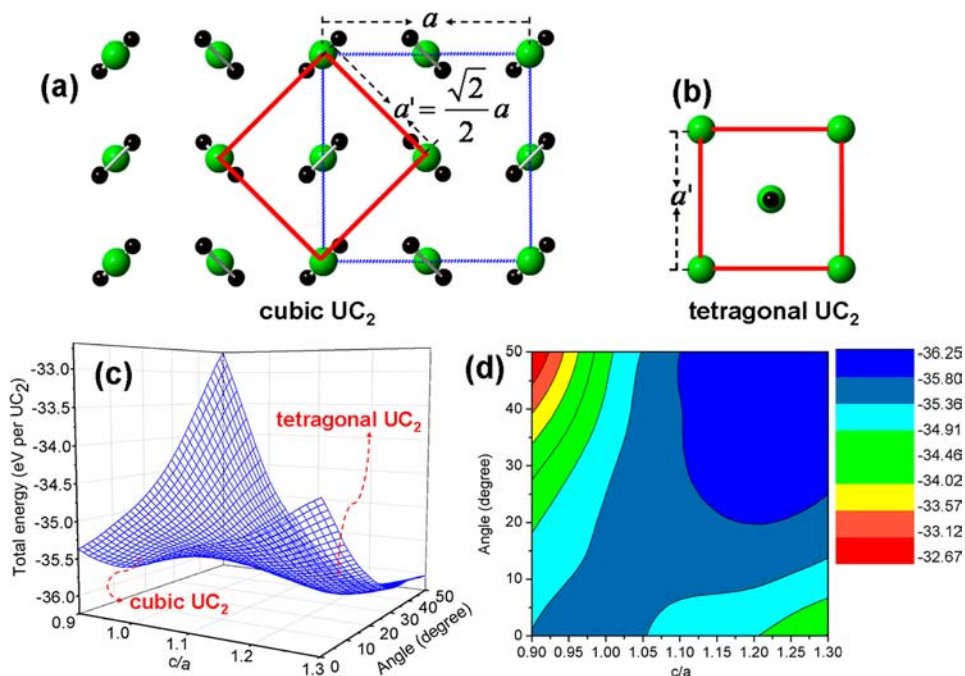 (a)
a
a' = √2/2 a
cubic UC₂
(b)
a'
tetragonal UC₂
(c)
Total energy (eV per UC₂)
-33.0
-33.5
-34.0
-34.5
-35.0
-35.5
-36.0
tetragonal UC₂
cubic UC₂
0.9
1.0
1.1
1.2
1.3
c/a
0
10
20
30
40
50
Angle (degree)
(d)
Angle (degree)
50
40
30
20
10
0
0.90 0.95 1.00 1.05 1.10 1.15 1.20 1.25 1.30
c/a
-36.25
-35.80
-35.36
-34.91
-34.46
-34.02
-33.57
-33.12
-32.67